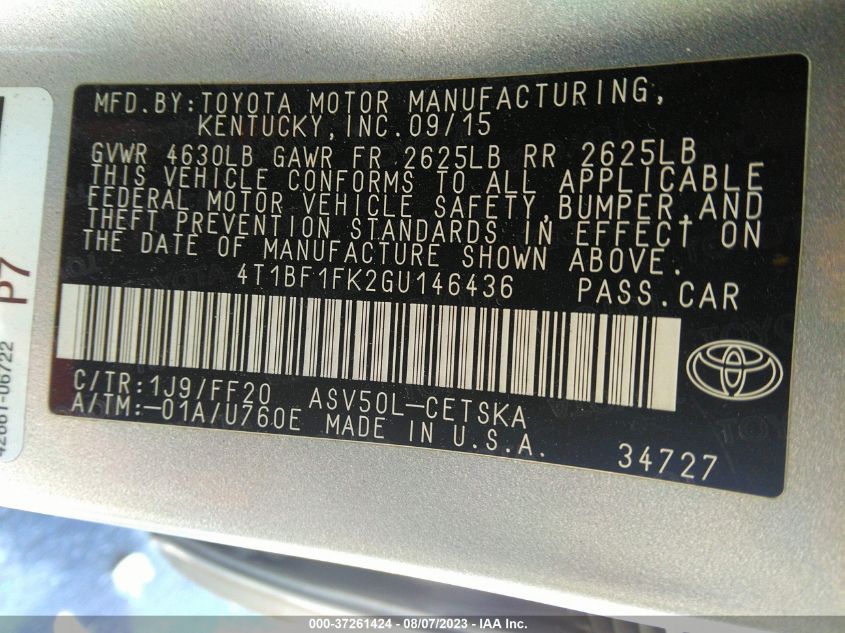 MFD.BY:TOYOTA MOTOR MANUFACTURING,
KENTUCKY,INC.09/15
GVWR 4630LB GAWR FR 2625LB RR 2625LB
THIS VEHICLE CONFORMS TO ALL APPLICABLE
FEDERAL MOTOR VEHICLE SAFETY,BUMPER,AND
THEFT PREVENTION STANDARDS IN EFFECT ON
THE DATE OF MANUFACTURE SHOWN ABOVE.
4T1BF1FK2GU146436 PASS.CAR
C/TR:1J9/FF20 ASV50L-CETSKA
A/TM:-01A/U760E MADE IN U.S.A.
34727
P7
42661-06722
000-37261424 - 08/07/2023 - IAA Inc.